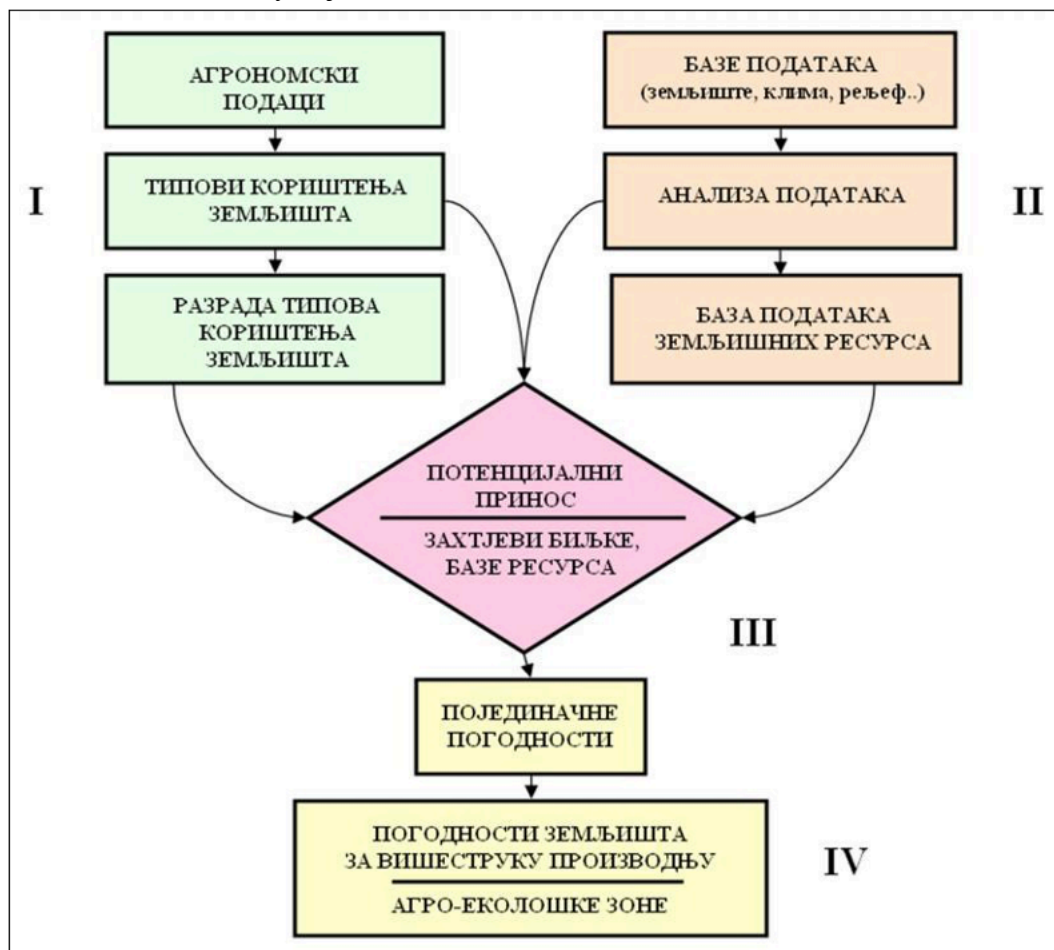 АГРОНОМСКИ
ПОДАЦИ
ТИПОВИ КОРИШТЕЊА
ЗЕМЉИШТА
РАЗРАДА ТИПОВА
КОРИШТЕЊА
ЗЕМЉИШТА
I
БАЗЕ ПОДАТАКА
(земљиште, клима, рељеф..)
АНАЛИЗА ПОДАТАКА
БАЗА ПОДАТАКА
ЗЕМЉИШНИХ РЕСУРСА
II
ПОТЕНЦИЈАЛНИ
ПРИНОС
ЗАХТЈЕВИ БИЉКЕ,
БАЗЕ РЕСУРСА
III
ПОЈЕДИНАЧНЕ
ПОГОДНОСТИ
ПОГОДНОСТИ ЗЕМЉИШТА
ЗА ВИШЕСТРУКУ ПРОИЗВОДЊУ
АГРО-ЕКОЛОШКЕ ЗОНЕ
IV